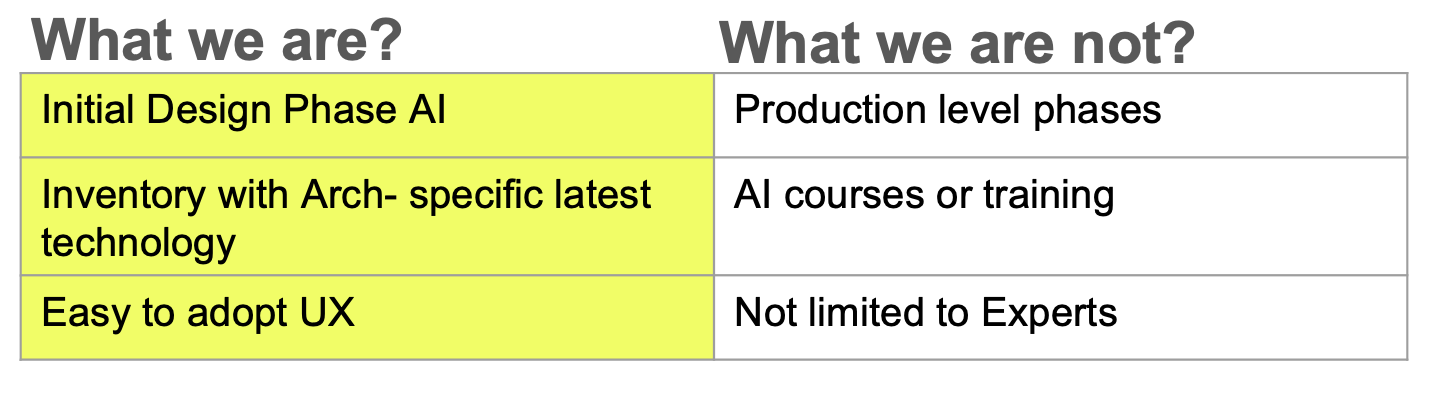 What we are?
What we are not?
Initial Design Phase AI
Production level phases
Inventory with Arch- specific latest
technology
AI courses or training
Easy to adopt UX
Not limited to Experts